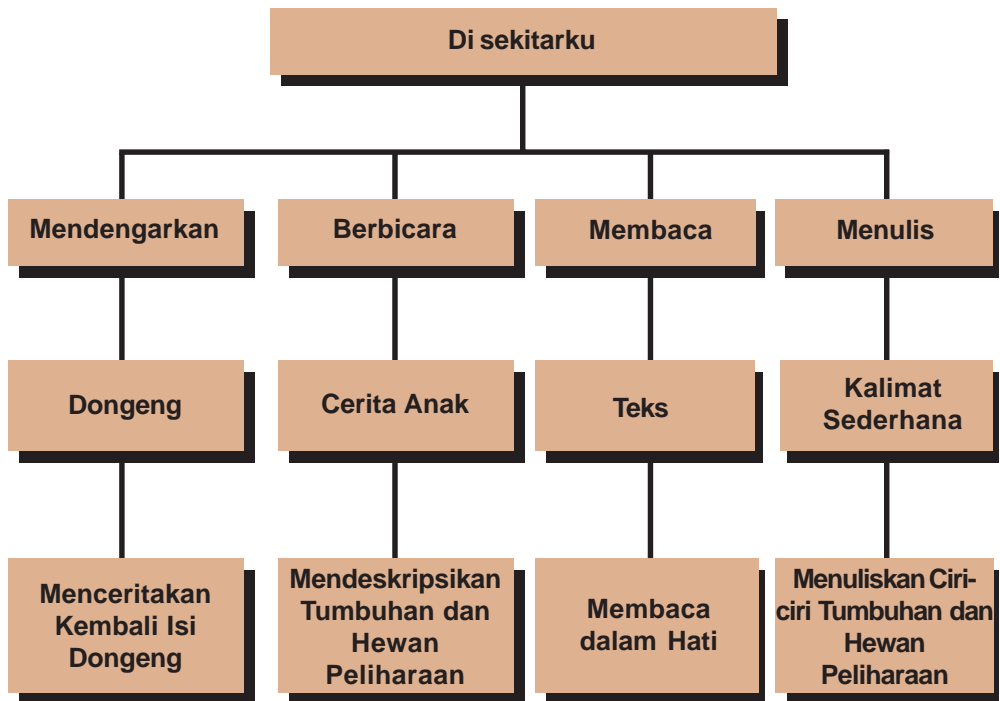 Di sekitarku
Mendengarkan
Berbicara
Membaca
Menulis
Dongeng
Cerita Anak
Teks
Kalimat
Sederhana
Menceritakan
Kembali Isi
Dongeng
Mendeskripsikan
Tumbuhan dan
Hewan
Peliharaan
Membaca
dalam Hati
Menuliskan Ciri-
ciri Tumbuhan dan
Hewan
Peliharaan